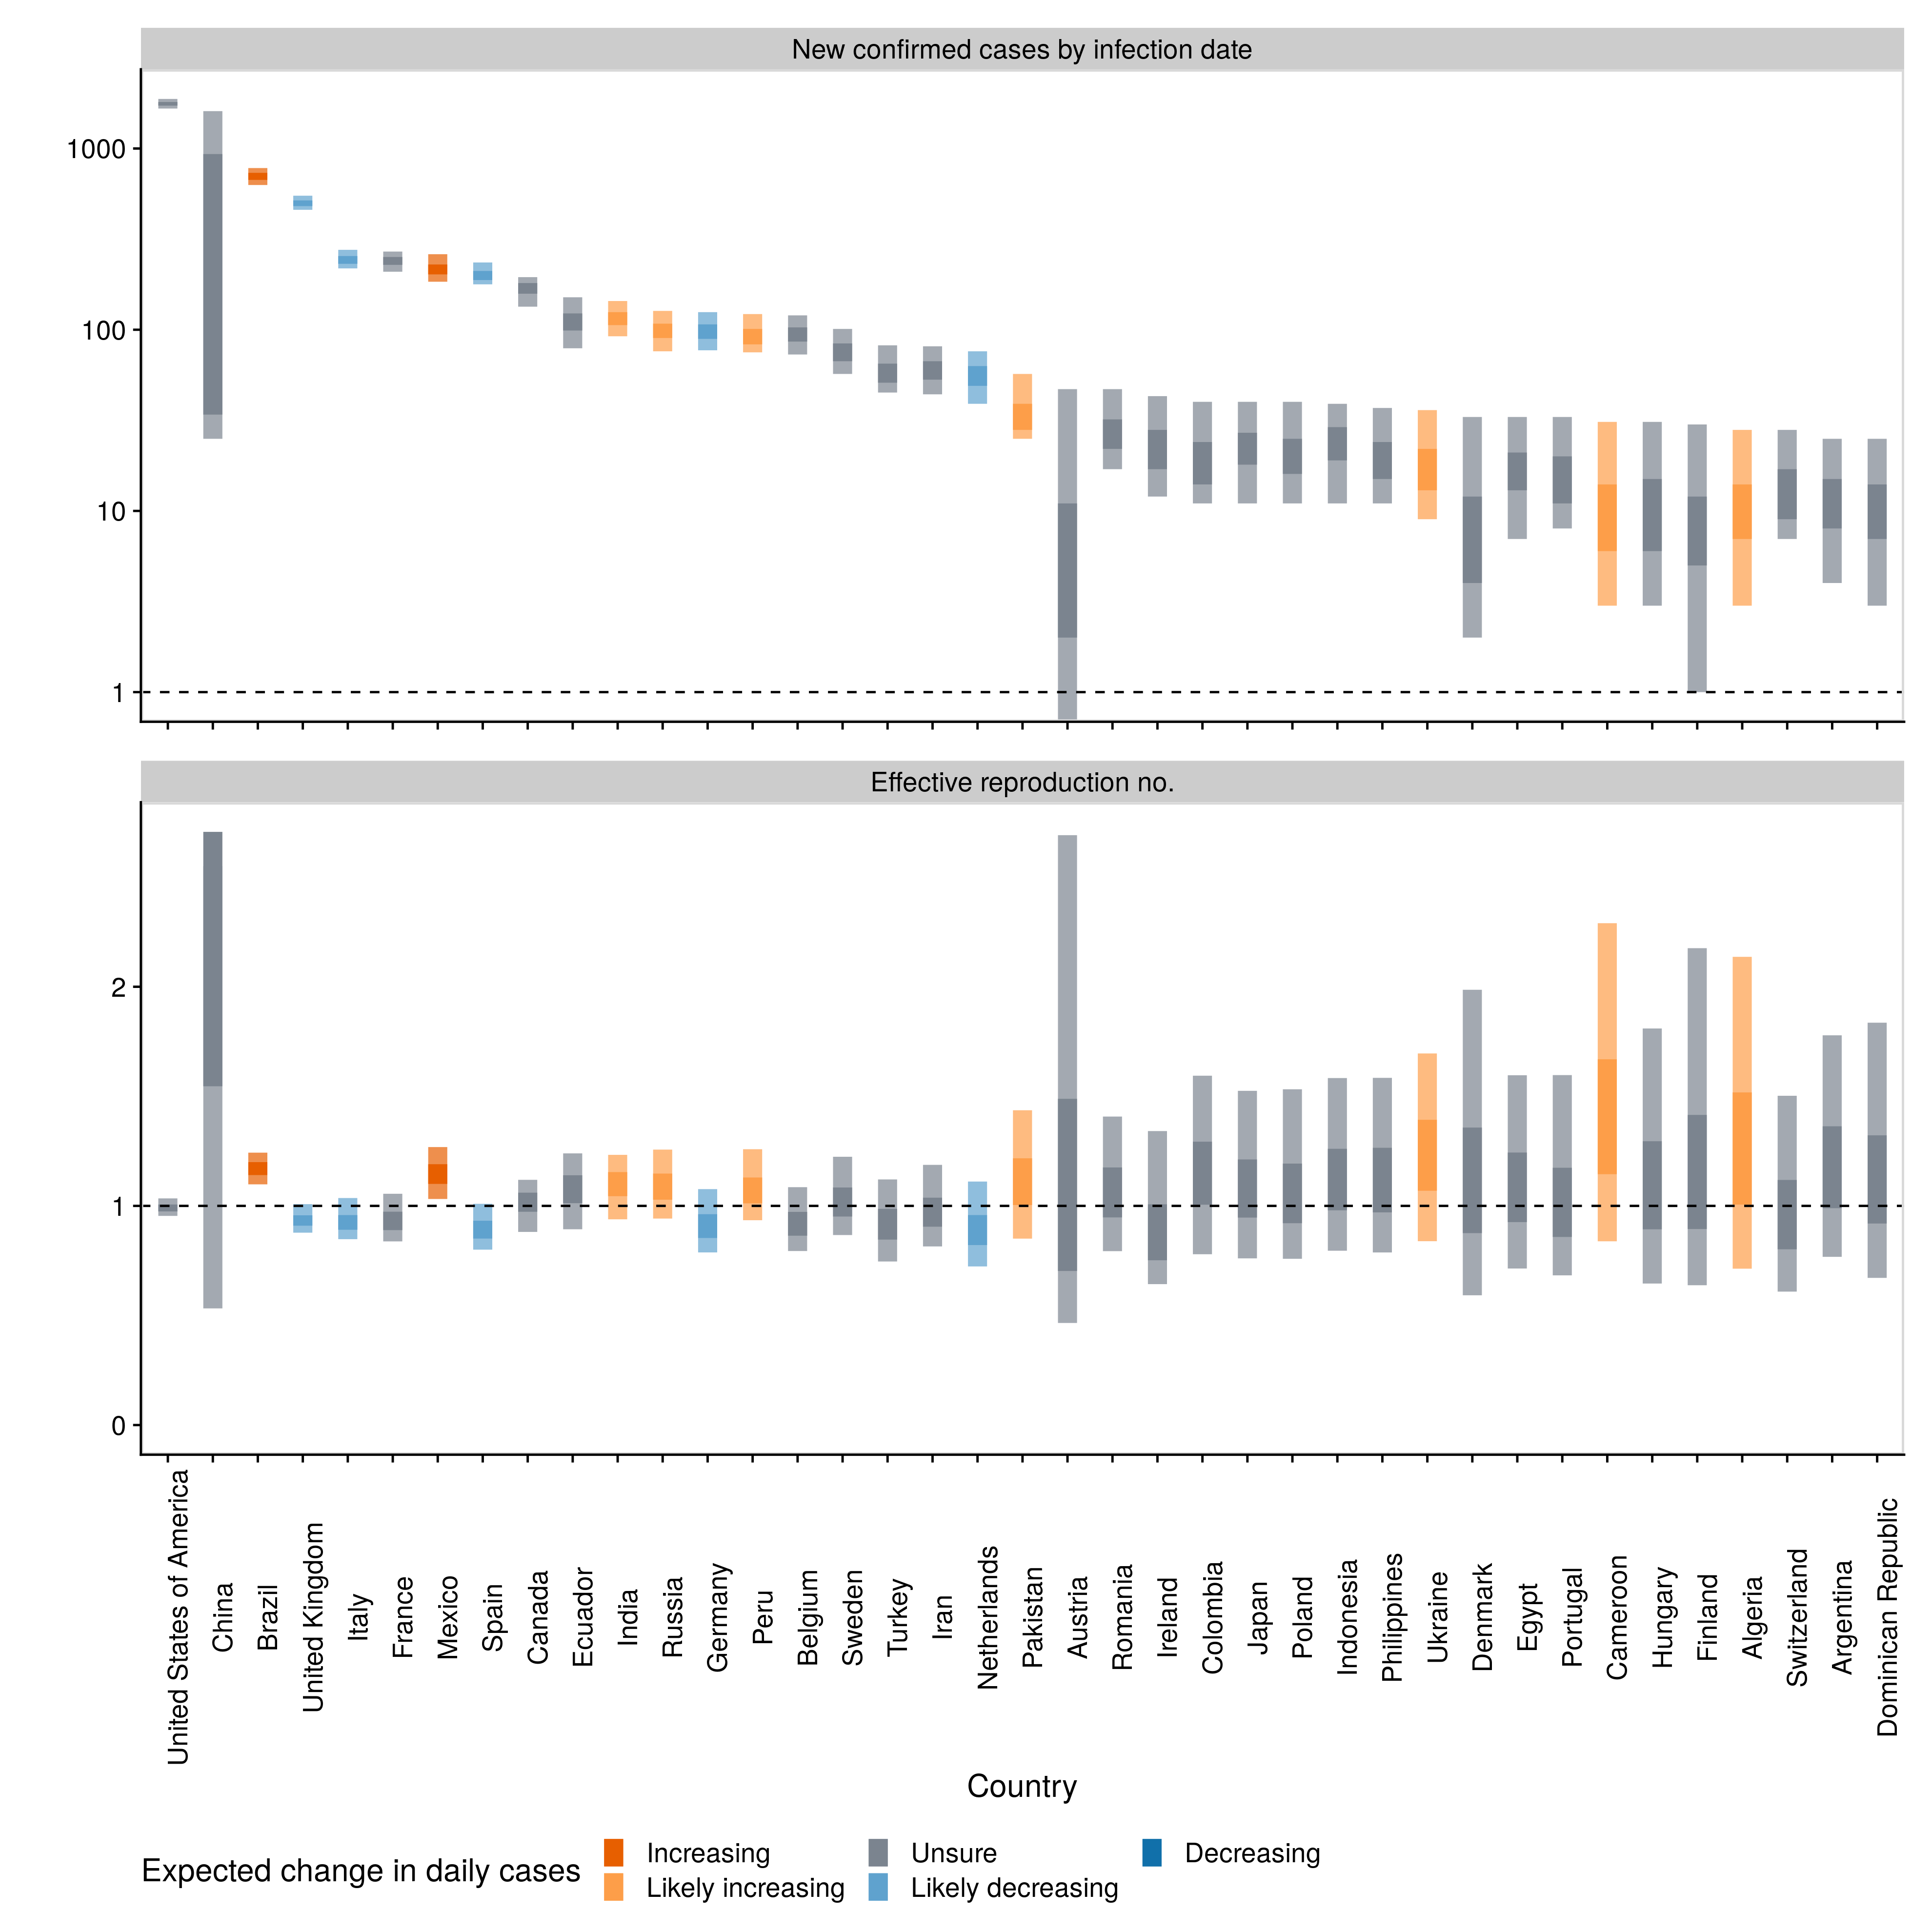 New confirmed cases by infection date
1000
100
10
1
Effective reproduction no.
2
1
0
United States of America
China
Brazil
United Kingdom
Italy
France
Mexico
Spain
Canada
Ecuador
India
Russia
Germany
Peru
Belgium
Sweden
Turkey
Iran
Netherlands
Pakistan
Austria
Romania
Ireland
Colombia
Japan
Poland
Indonesia
Philippines
Ukraine
Denmark
Egypt
Portugal
Cameroon
Hungary
Finland
Algeria
Switzerland
Argentina
Dominican Republic
Country
Expected change in daily cases
Increasing
Likely increasing
Unsure
Likely decreasing
Decreasing